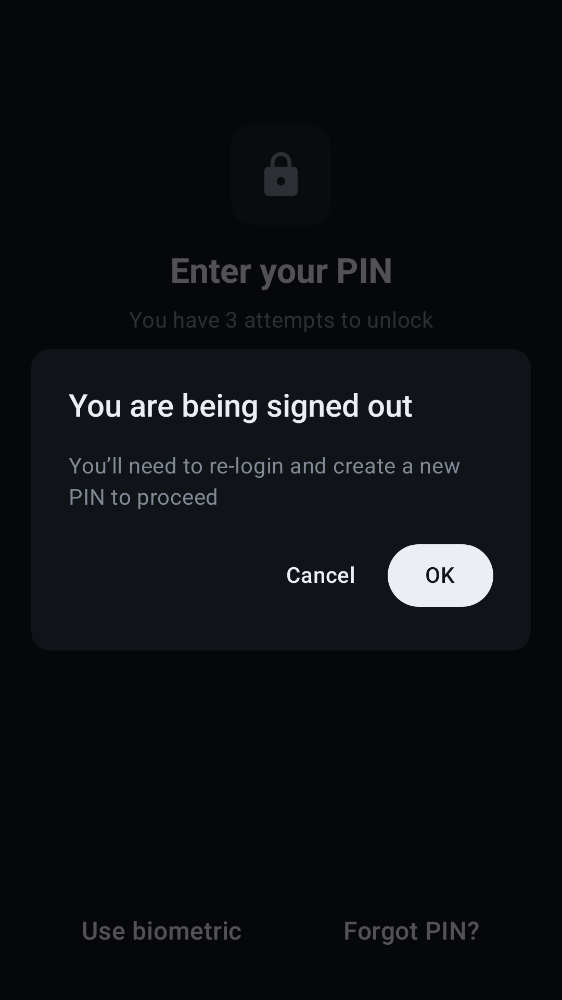 Enter your PIN
You have 3 attempts to unlock
You are being signed out
You’ll need to re-login and create a new
PIN to proceed
Cancel OK
Use biometric Forgot PIN?